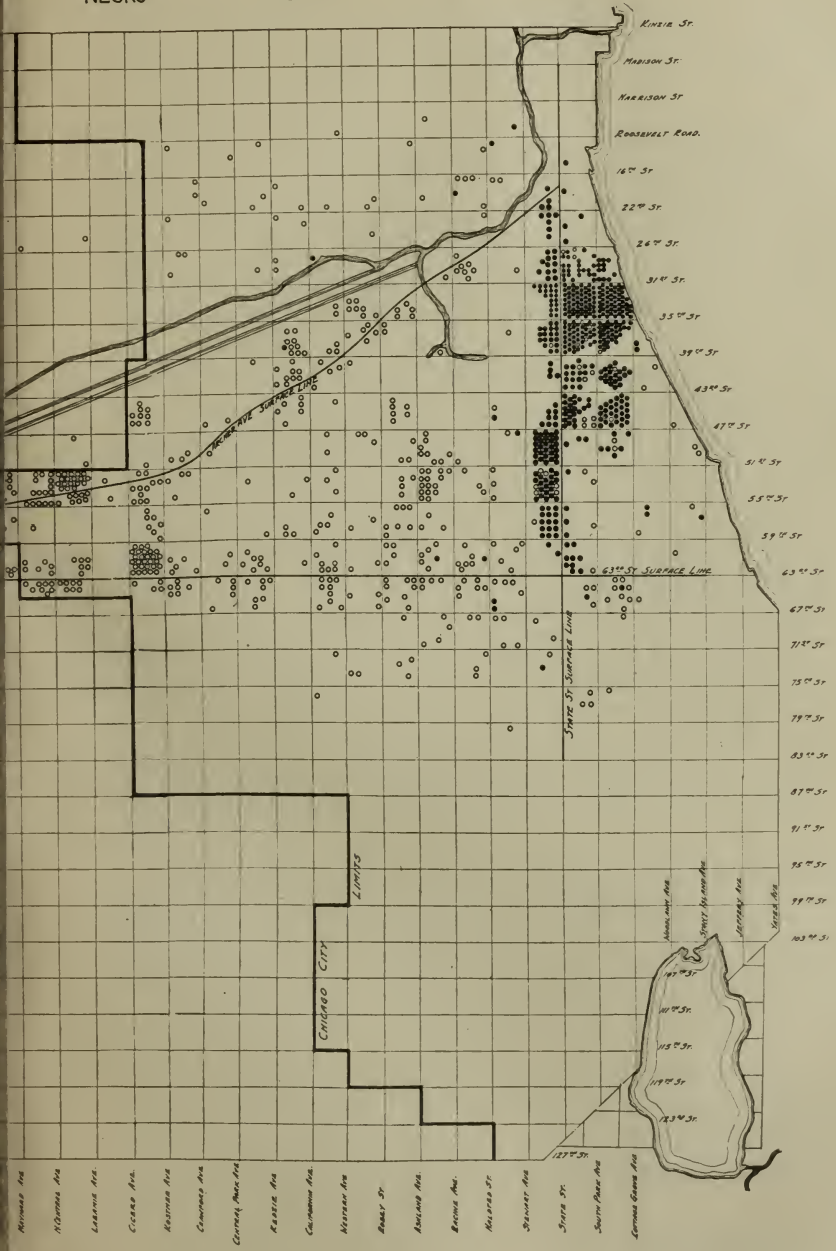 KINZIE ST.
MADISON ST.
HARRISON ST
ROOSEVELT ROAD.
16TH ST
22ND ST.
26TH ST.
31ST ST.
35TH ST
39TH ST
43RD ST
47TH ST
51ST ST
55TH ST
59TH ST
63RD ST
67TH ST
71ST ST
75TH ST
79TH ST
83RD ST
87TH ST
91ST ST
95TH ST
99TH ST
103RD ST
ARCHER AVE SURFACE LINE
63RD ST SURFACE LINE
STATE ST SURFACE LINE
CHICAGO CITY LIMITS
WOODLAWN AVE
STONY ISLAND AVE
JEFFERY AVE
YATES AVE
107TH ST
111TH ST.
115TH ST.
119TH ST
123RD ST.
127TH ST.
LARAMIE AVE.
CICERO AVE.
KOSTNER AVE
CRAWFORD AVE
CENTRAL PARK AVE
KEDZIE AVE
CALIFORNIA AVE.
WESTERN AVE
ROBEY ST.
ASHLAND AVE.
RACINE AVE.
HALSTED ST.
STEWART AVE
STATE ST.
SOUTH PARK AVE
COTTAGE GROVE AVE